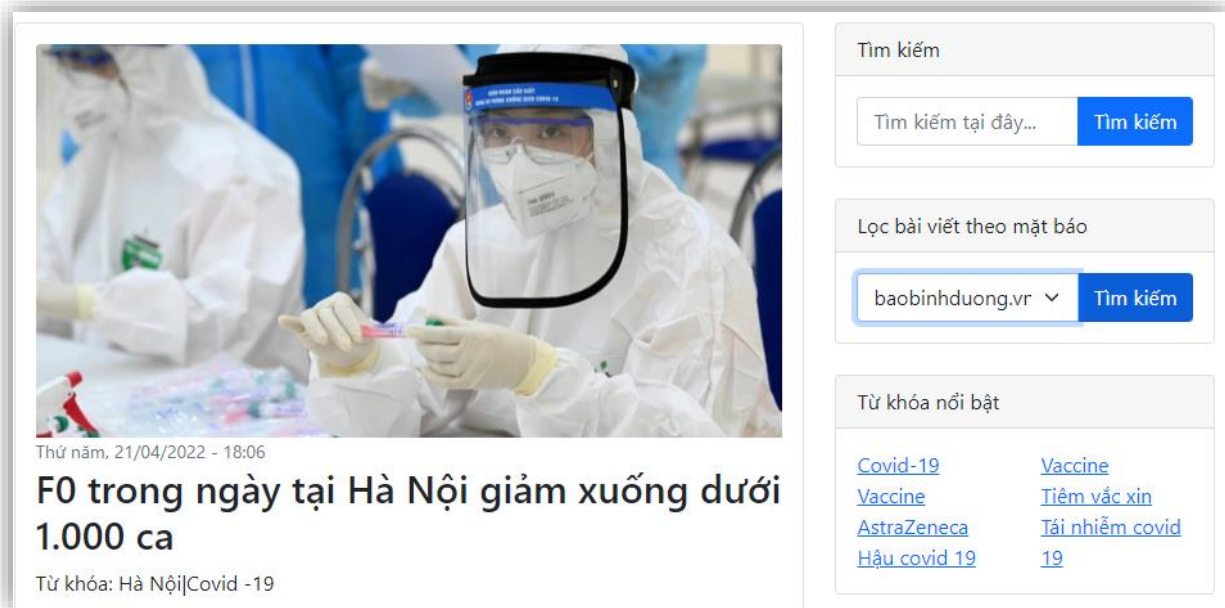 Thứ năm, 21/04/2022 - 18:06
F0 trong ngày tại Hà Nội giảm xuống dưới
1.000 ca
Từ khóa: Hà Nội|Covid -19
Tìm kiếm
Tìm kiếm tại đây...
Tìm kiếm
Lọc bài viết theo mặt báo
baobinhduong.vr
Tìm kiếm
Từ khóa nổi bật
Covid-19
Vaccine
AstraZeneca
Hậu covid 19
Vaccine
Tiêm vắc xin
Tái nhiễm covid
19